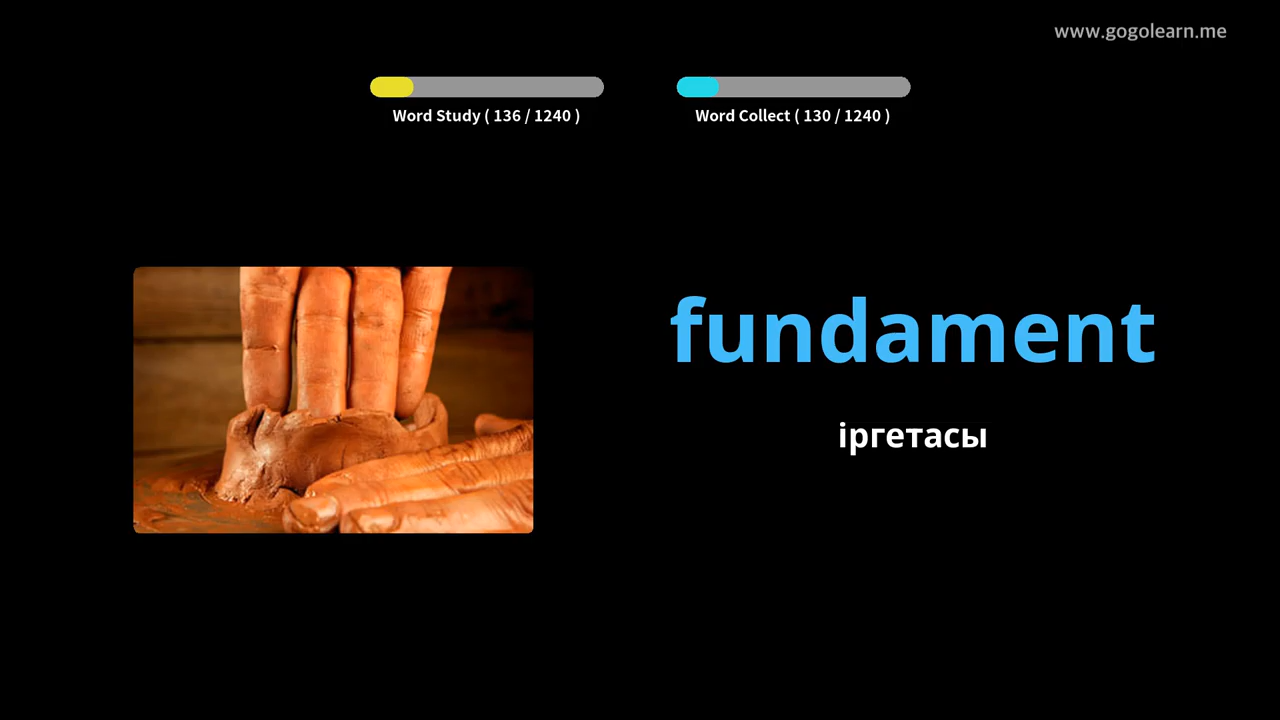 www.gogolearn.me
Word Study ( 136 / 1240 )
Word Collect ( 130 / 1240 )
fundament
іргетасы